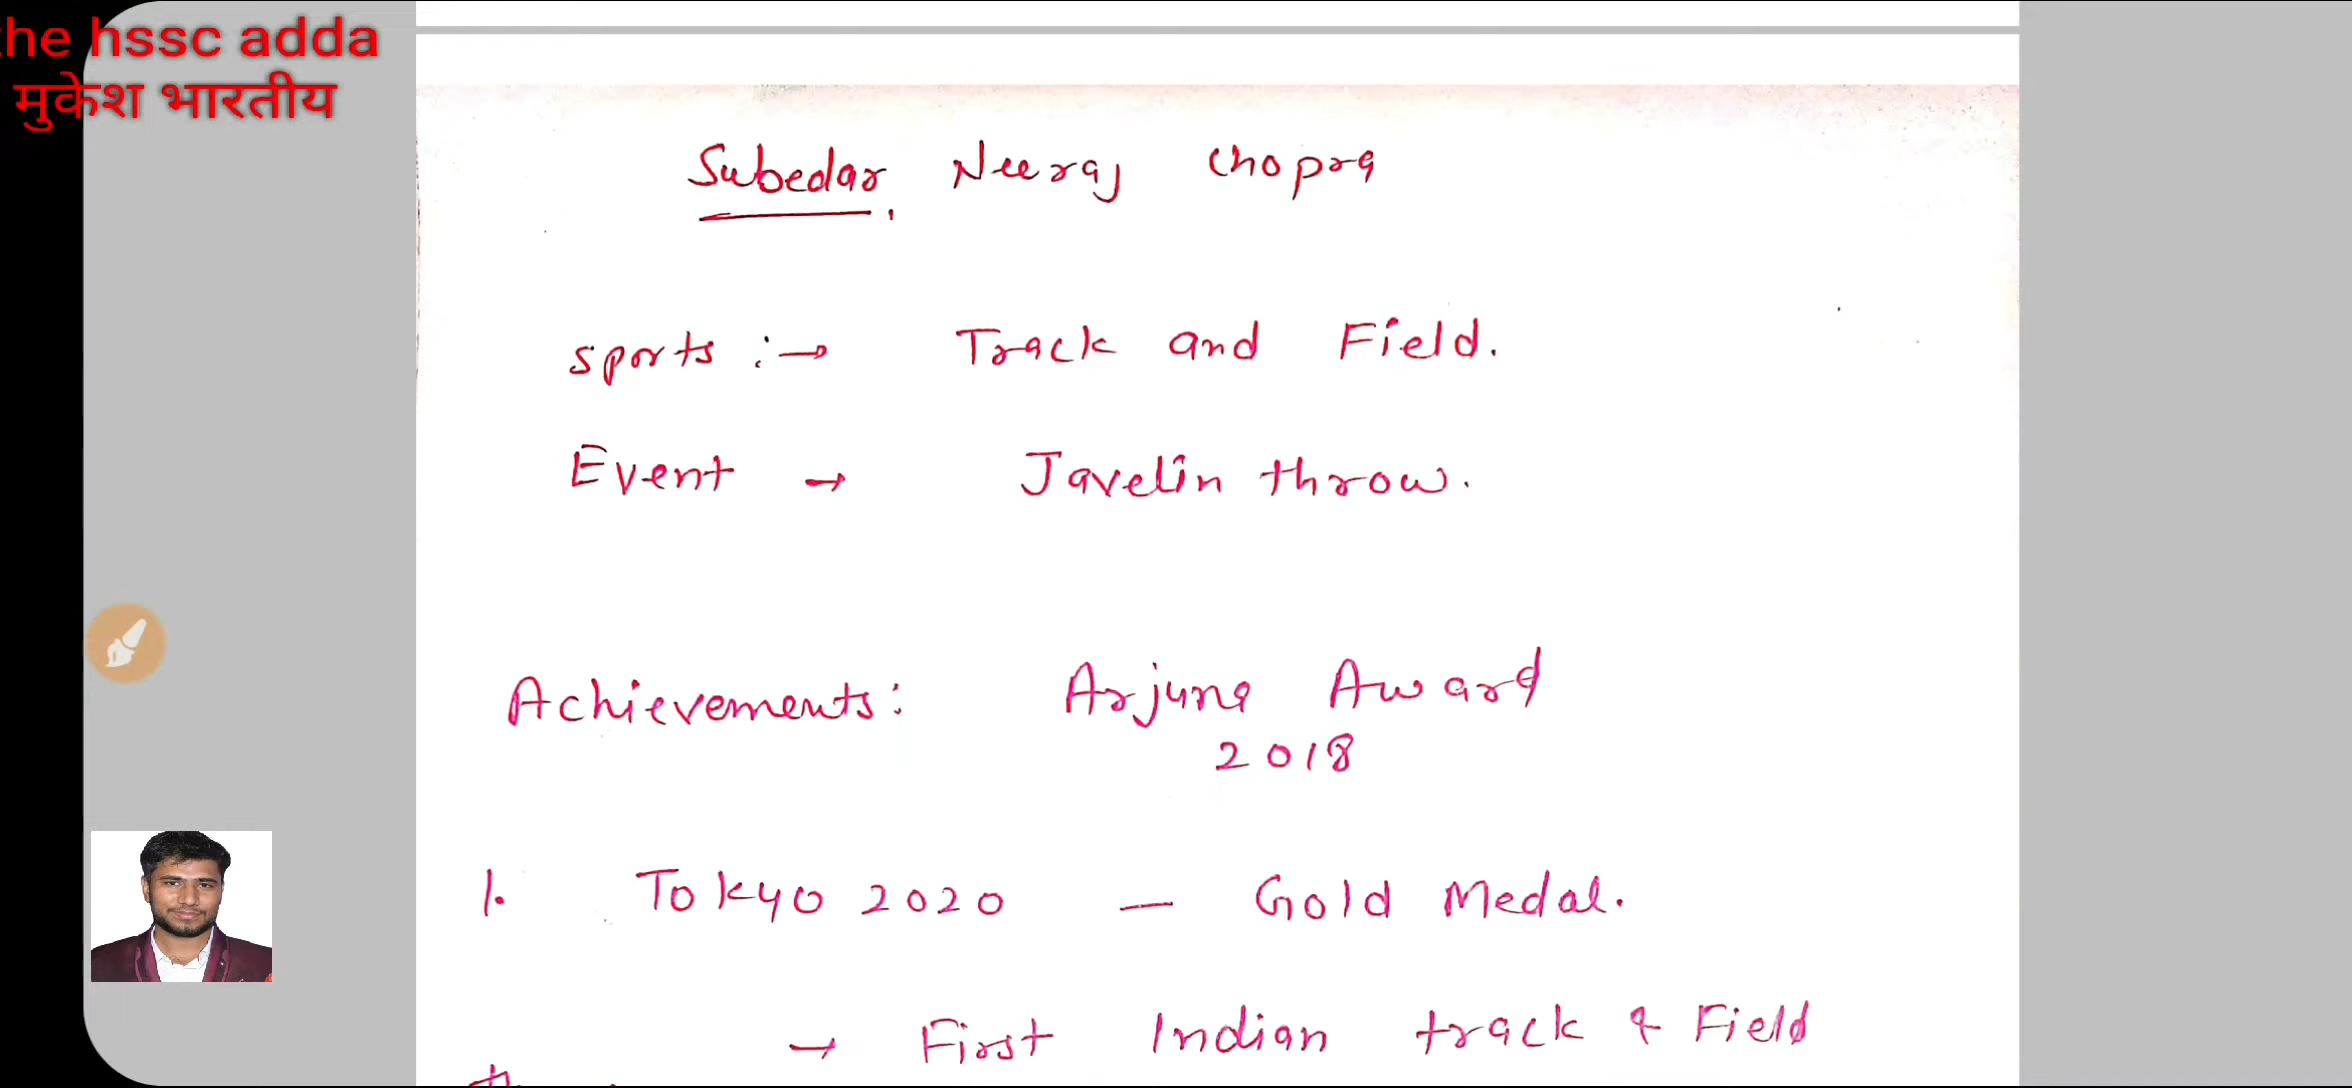 he hssc adda
मुकेश भारतीय
Subedar, Neeraj Chopra
sports :→ Track and Field.
Event → Javelin throw.
Achievements: Arjuna Award
2018
1. Tokyo 2020 — Gold Medal.
→ First Indian track & Field